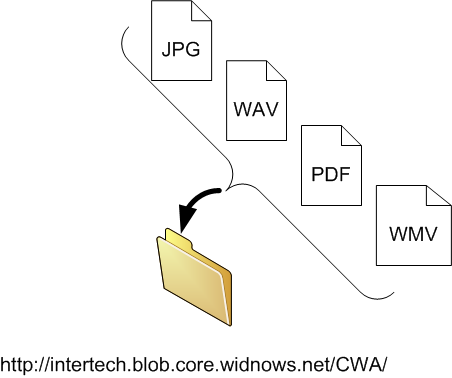 JPG
WAV
PDF
WMV
http://intertech.blob.core.widnows.net/CWA/